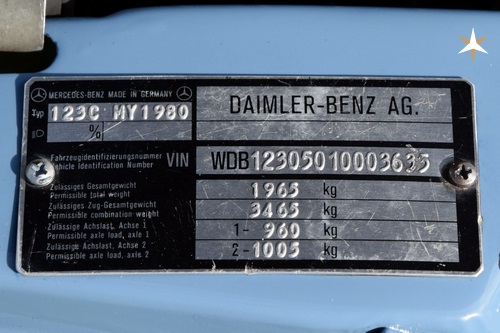 MERCEDES-BENZ MADE IN GERMANY
DAIMLER-BENZ AG.
Typ 123C MY1980
%
Fahrzeugidentifizierungsnummer
Vehicle Identification Number
VIN WDB12305010003635
Zulässiges Gesamtgewicht
Permissible total weight
1965 kg
Zulässiges Zug-Gesamtgewicht
Permissible combination weight
3465 kg
Zulässige Achslast, Achse 1
Permissible axle load, axle 1
1- 960 kg
Zulässige Achslast, Achse 2
Permissible axle load, axle 2
2- 1005 kg